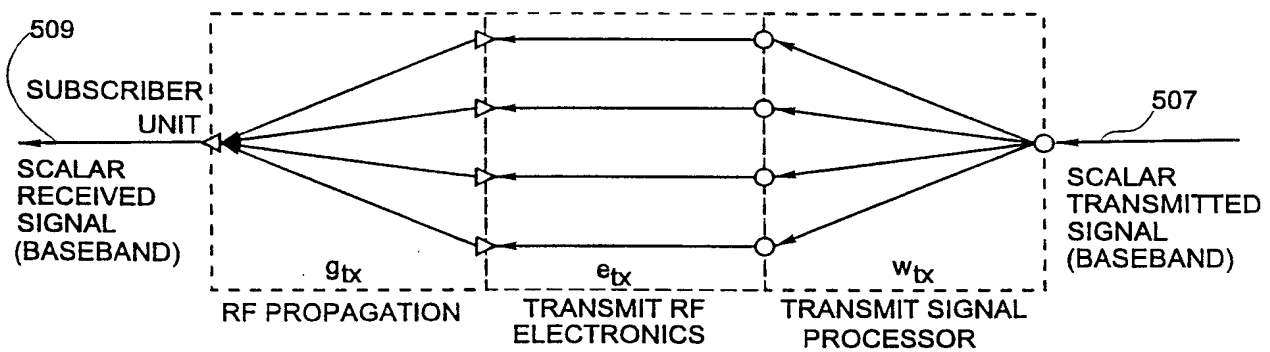 509
SUBSCRIBER
UNIT
SCALAR
RECEIVED
SIGNAL
(BASEBAND)
gtx
RF PROPAGATION
etx
TRANSMIT RF
ELECTRONICS
wtx
TRANSMIT SIGNAL
PROCESSOR
507
SCALAR
TRANSMITTED
SIGNAL
(BASEBAND)